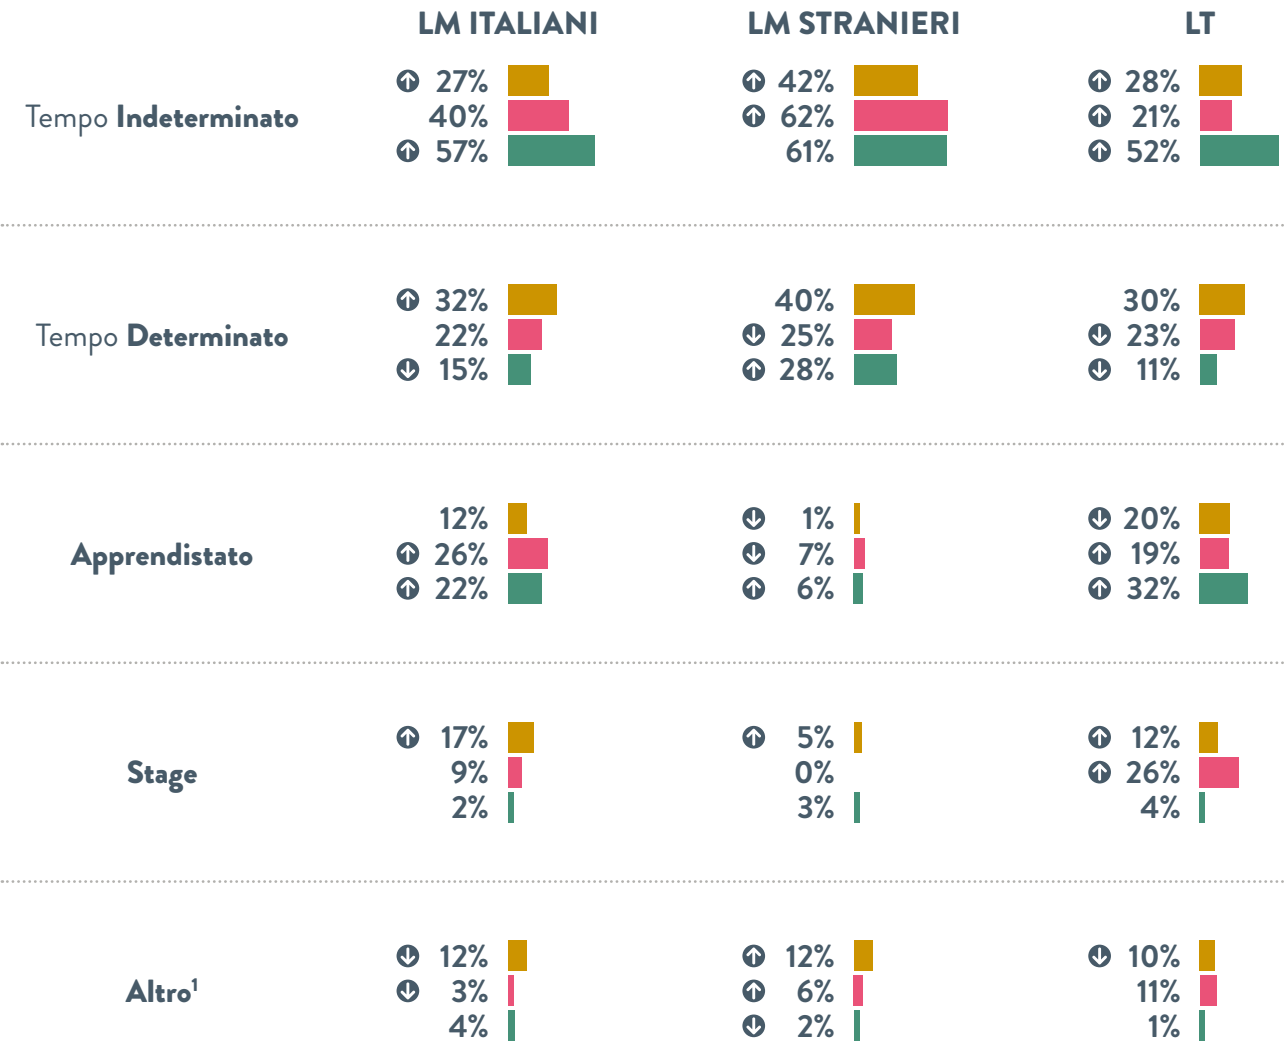 LM ITALIANI LM STRANIERI LT
27% 42% 28%
Tempo Indeterminato 40% 62% 21%
57% 61% 52%
32% 40% 30%
Tempo Determinato 22% 25% 23%
15% 28% 11%
12% 1% 20%
Apprendistato 26% 7% 19%
22% 6% 32%
17% 5% 12%
Stage 9% 0% 26%
2% 3% 4%
12% 12% 10%
Altro¹ 3% 6% 11%
4% 2% 1%